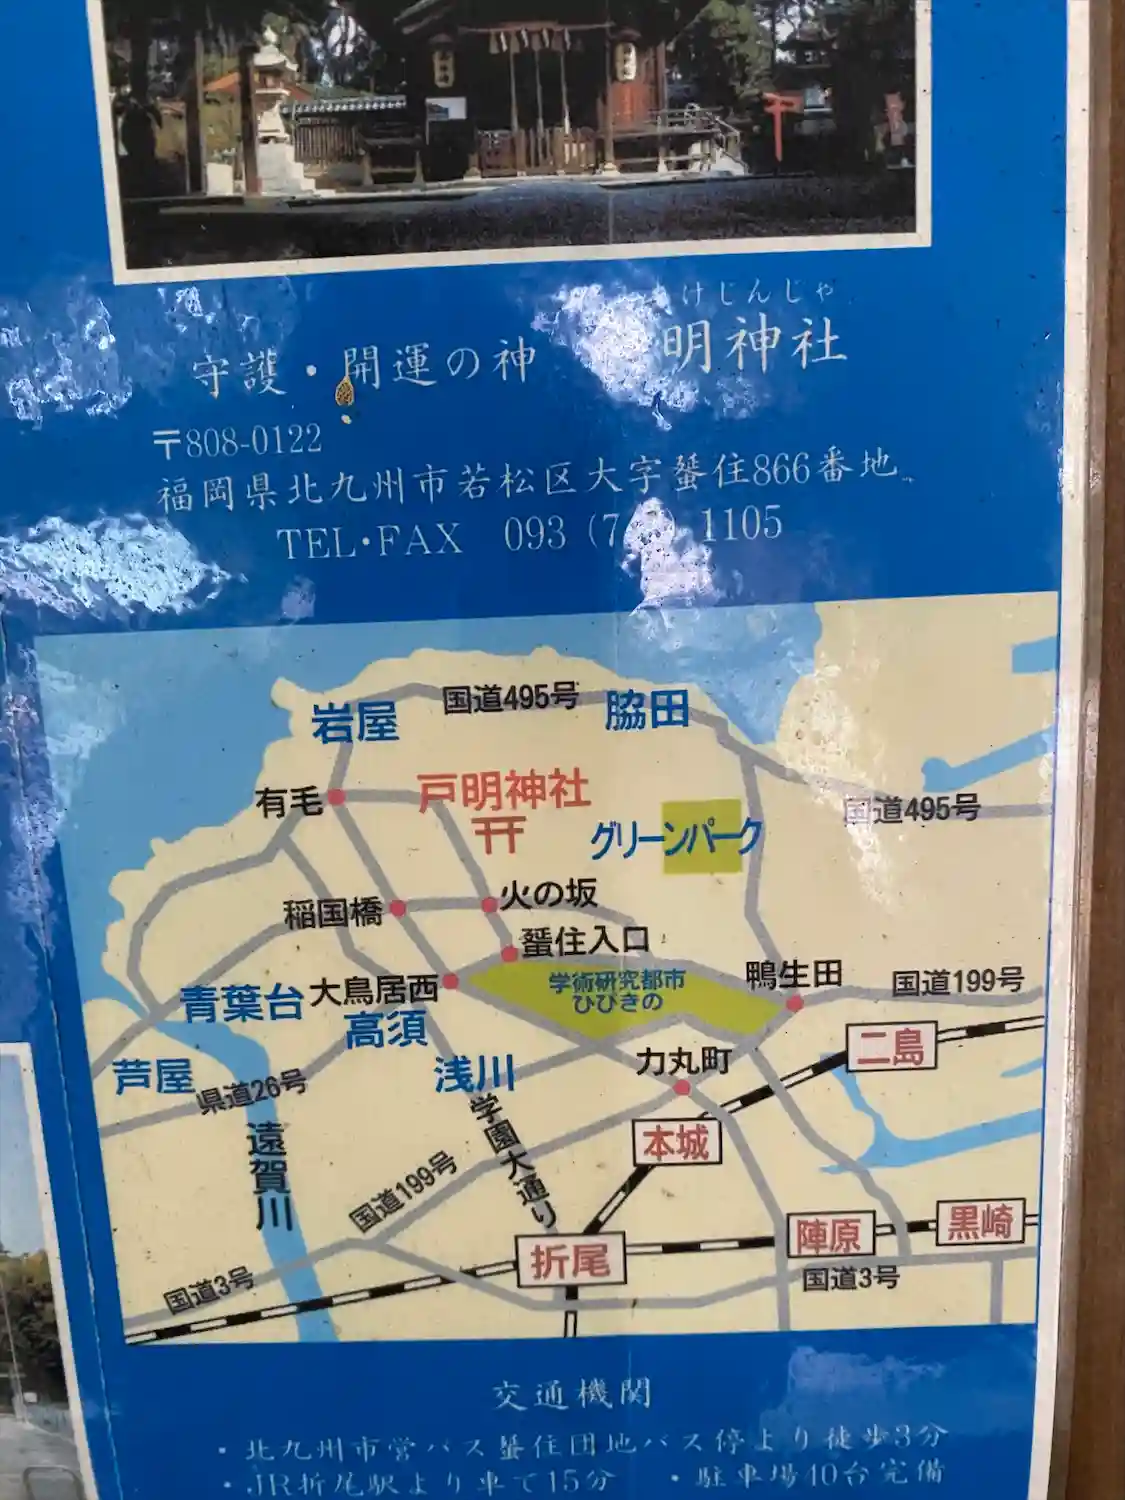 けじんじゃ
守護・開運の神 明神社
〒808-0122
福岡県北九州市若松区大字蜑住866番地
TEL・FAX 093(7 ) 1105
国道495号
岩屋
脇田
有毛
戸明神社
グリーンパーク
国道495号
稲国橋
火の坂
蜑住入口
学術研究都市
ひびきの
鴨生田
国道199号
青葉台
大鳥居西
高須
二島
芦屋
県道26号
浅川
力丸町
学園大通り
本城
遠賀川
国道199号
折尾
陣原
黒崎
国道3号
国道3号
交通機関
・北九州市営バス蜑住団地バス停より徒歩3分
・JR折尾駅より車で15分 ・駐車場40台完備